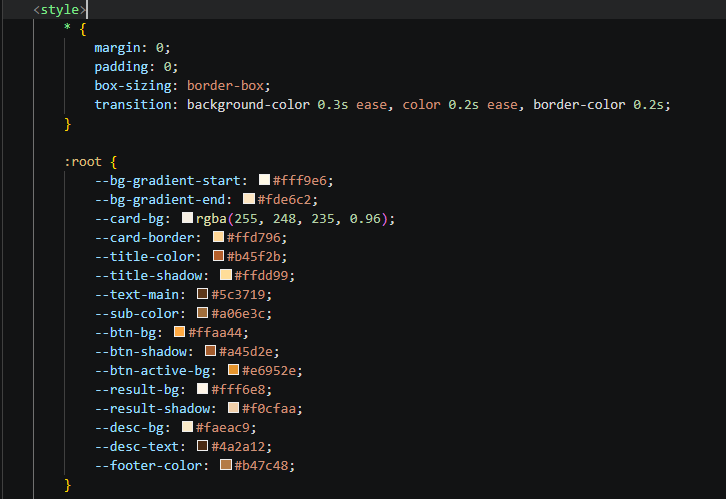 <style>
* {
margin: 0;
padding: 0;
box-sizing: border-box;
transition: background-color 0.3s ease, color 0.2s ease, border-color 0.2s;
}
:root {
--bg-gradient-start: #fff9e6;
--bg-gradient-end: #fde6c2;
--card-bg: rgba(255, 248, 235, 0.96);
--card-border: #ffd796;
--title-color: #b45f2b;
--title-shadow: #ffdd99;
--text-main: #5c3719;
--sub-color: #a06e3c;
--btn-bg: #ffaa44;
--btn-shadow: #a45d2e;
--btn-active-bg: #e6952e;
--result-bg: #fff6e8;
--result-shadow: #f0cfaa;
--desc-bg: #faeac9;
--desc-text: #4a2a12;
--footer-color: #b47c48;
}